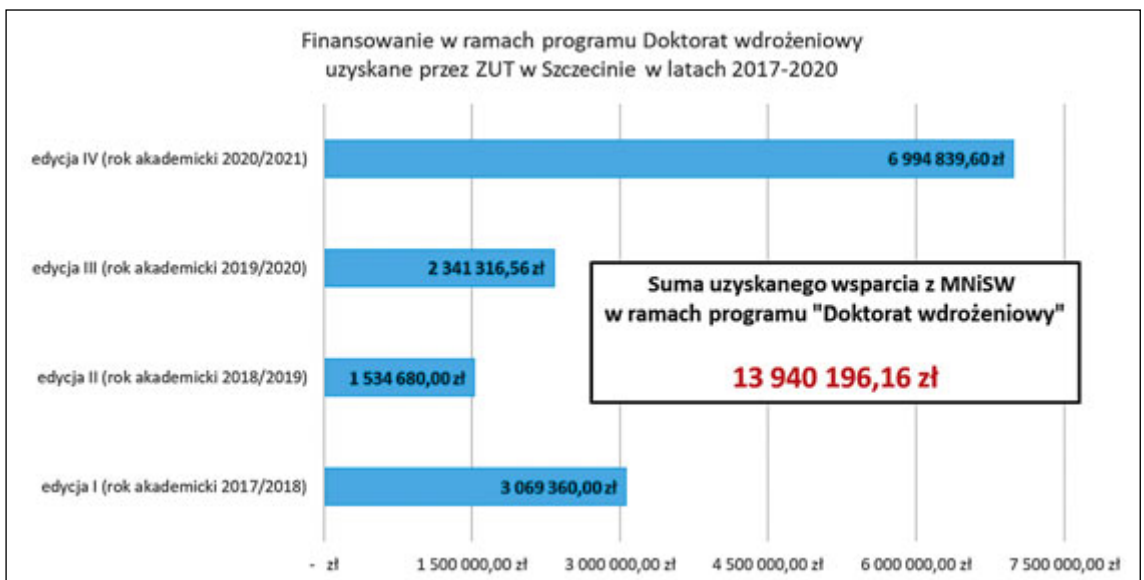 Finansowanie w ramach programu Doktorat wdrożeniowy
uzyskane przez ZUT w Szczecinie w latach 2017-2020
edycja IV (rok akademicki 2020/2021)
6 994 839,60 zł
edycja III (rok akademicki 2019/2020)
2 341 316,56 zł
Suma uzyskanego wsparcia z MNiSW
w ramach programu "Doktorat wdrożeniowy"
13 940 196,16 zł
edycja II (rok akademicki 2018/2019)
1 534 680,00 zł
edycja I (rok akademicki 2017/2018)
3 069 360,00 zł
- zł 1 500 000,00 zł 3 000 000,00 zł 4 500 000,00 zł 6 000 000,00 zł 7 500 000,00 zł